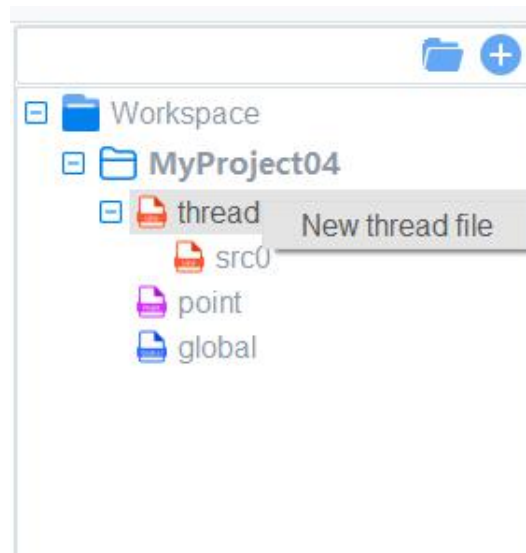 Workspace
MyProject04
thread
New thread file
src0
point
global